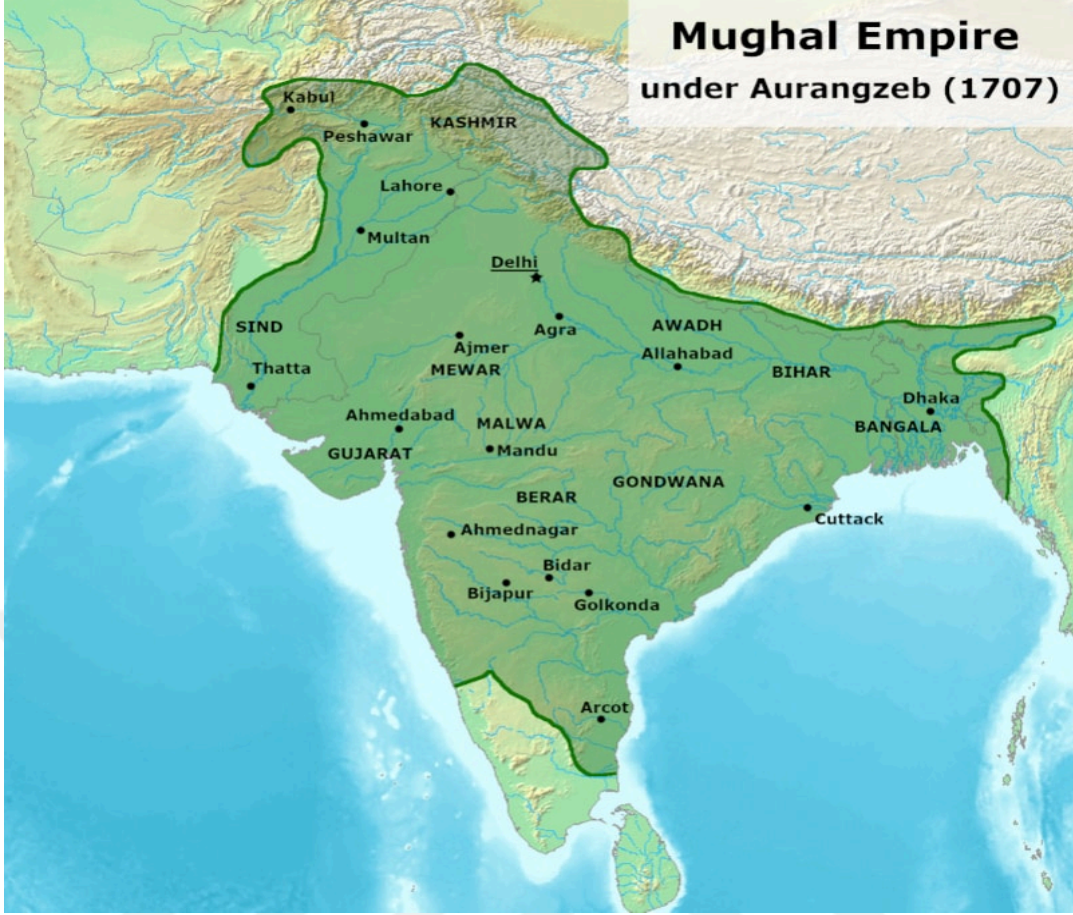 Mughal Empire
under Aurangzeb (1707)
Kabul
Peshawar
KASHMIR
Lahore
Multan
Delhi
SIND
Agra
AWADH
Ajmer
Allahabad
Thatta
MEWAR
BIHAR
Dhaka
Ahmedabad
MALWA
BANGALA
GUJARAT
Mandu
GONDWANA
BERAR
Cuttack
Ahmednagar
Bidar
Bijapur
Golkonda
Arcot